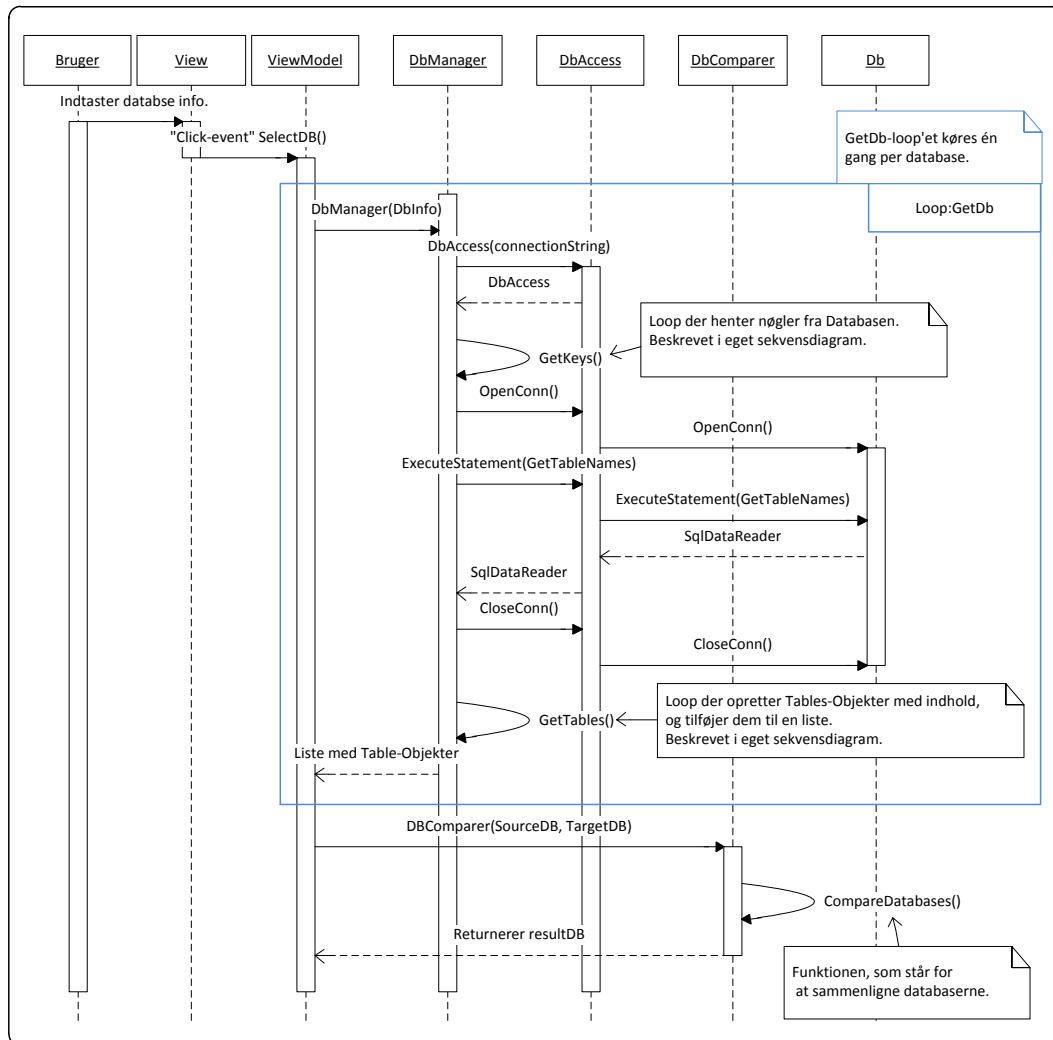 Bruger
View
ViewModel
DbManager
DbAccess
DbComparer
Db
Indtaster databse info.
"Click-event" SelectDB()
GetDb-loop'et køres én
gang per database.
Loop:GetDb
DbManager(DbInfo)
DbAccess(connectionString)
DbAccess
Loop der henter nøgler fra Databasen.
Beskrevet i eget sekvensdiagram.
GetKeys()
OpenConn()
OpenConn()
ExecuteStatement(GetTableNames)
ExecuteStatement(GetTableNames)
SqlDataReader
SqlDataReader
CloseConn()
CloseConn()
Loop der opretter Tables-Objekter med indhold,
og tilføjer dem til en liste.
Beskrevet i eget sekvensdiagram.
GetTables()
Liste med Table-Objekter
DBComparer(SourceDB, TargetDB)
CompareDatabases()
Returnerer resultDB
Funktionen, som står for
at sammenligne databaserne.